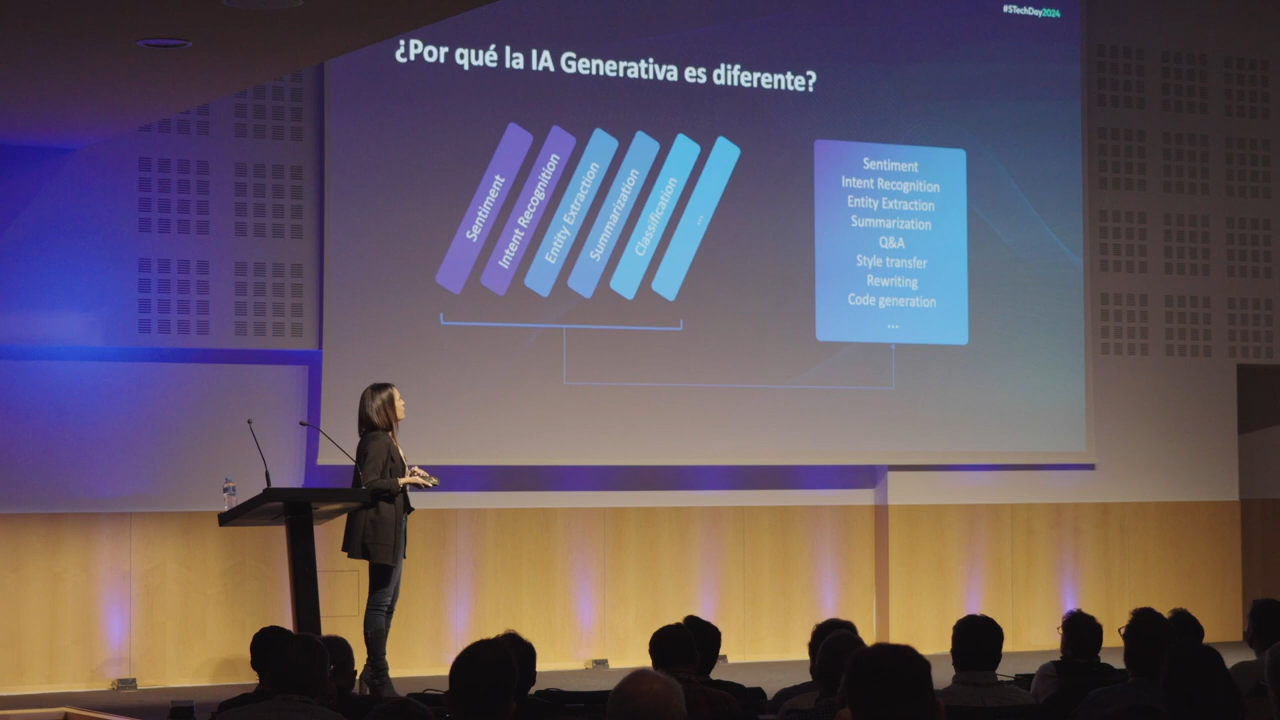 #STechDay2024
¿Por qué la IA Generativa es diferente?
Sentiment
Intent Recognition
Entity Extraction
Summarization
Classification
...
Sentiment
Intent Recognition
Entity Extraction
Summarization
Q&A
Style transfer
Rewriting
Code generation
...